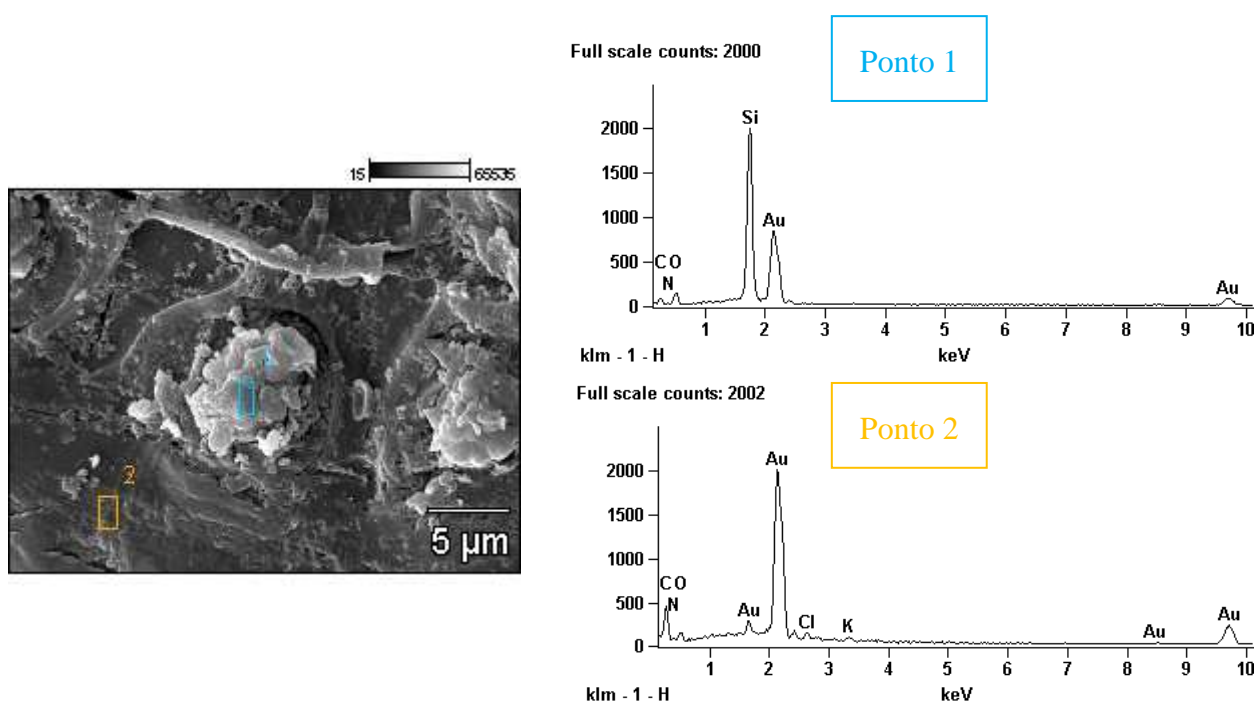 15 65535
1
2
5 µm
Full scale counts: 2000
Ponto 1
2000
1500
1000
500
0
Si
Au
C O
N
Au
1 2 3 4 5 6 7 8 9 10
klm - 1 - H keV
Full scale counts: 2002
Ponto 2
2000
1500
1000
500
0
Au
C O
N
Au
Cl
K
Au
Au
1 2 3 4 5 6 7 8 9 10
klm - 1 - H keV